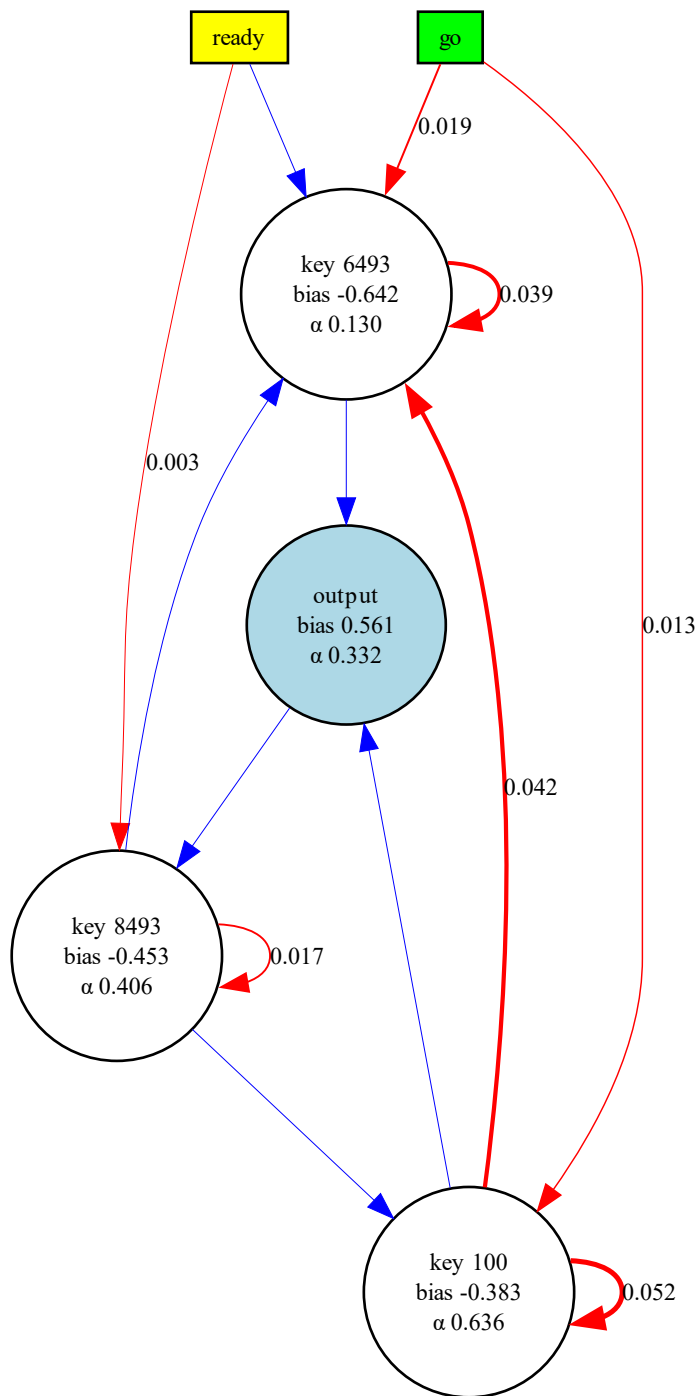 ready
go
0.019
key 6493
bias -0.642
α 0.130
0.039
0.003
output
bias 0.561
α 0.332
0.013
0.042
key 8493
bias -0.453
α 0.406
0.017
key 100
bias -0.383
α 0.636
0.052